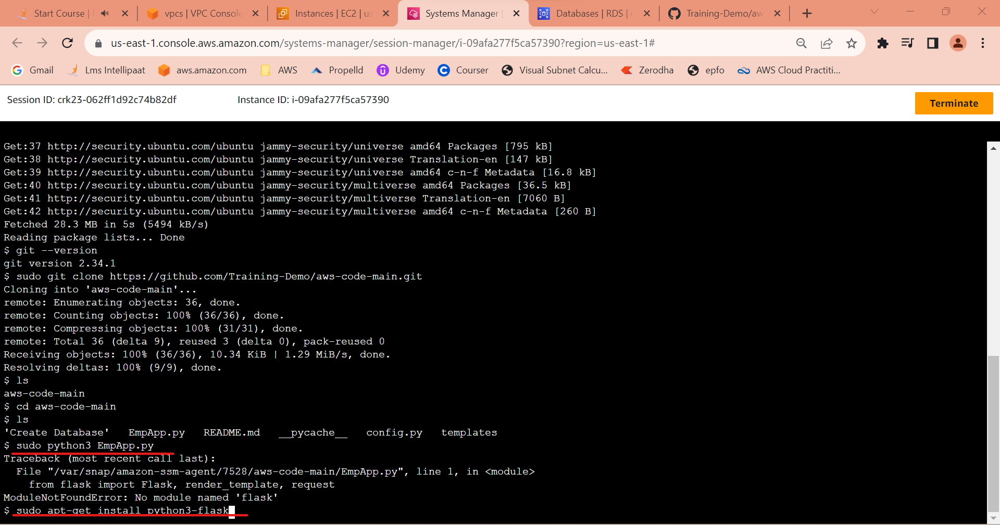 Start Course |
vpcs | VPC Console
Instances | EC2 | us
Systems Manager |
Databases | RDS | u
Training-Demo/aw
us-east-1.console.aws.amazon.com/systems-manager/session-manager/i-09afa277f5ca57390?region=us-east-1#
Gmail
Lms Intellipaat
aws.amazon.com
AWS
Propelld
Udemy
Courser
Visual Subnet Calcu...
Zerodha
epfo
AWS Cloud Practiti...
Session ID: crk23-062ff1d92c74b82df
Instance ID: i-09afa277f5ca57390
Terminate
Get:37 http://security.ubuntu.com/ubuntu jammy-security/universe amd64 Packages [795 kB]
Get:38 http://security.ubuntu.com/ubuntu jammy-security/universe Translation-en [147 kB]
Get:39 http://security.ubuntu.com/ubuntu jammy-security/universe amd64 c-n-f Metadata [16.8 kB]
Get:40 http://security.ubuntu.com/ubuntu jammy-security/multiverse amd64 Packages [36.5 kB]
Get:41 http://security.ubuntu.com/ubuntu jammy-security/multiverse Translation-en [7060 B]
Get:42 http://security.ubuntu.com/ubuntu jammy-security/multiverse amd64 c-n-f Metadata [260 B]
Fetched 28.3 MB in 5s (5494 kB/s)
Reading package lists... Done
$ git --version
git version 2.34.1
$ sudo git clone https://github.com/Training-Demo/aws-code-main.git
Cloning into 'aws-code-main'...
remote: Enumerating objects: 36, done.
remote: Counting objects: 100% (36/36), done.
remote: Compressing objects: 100% (31/31), done.
remote: Total 36 (delta 9), reused 3 (delta 0), pack-reused 0
Receiving objects: 100% (36/36), 10.34 KiB | 1.29 MiB/s, done.
Resolving deltas: 100% (9/9), done.
$ ls
aws-code-main
$ cd aws-code-main
$ ls
'Create Database'   EmpApp.py   README.md   __pycache__   config.py   templates
$ sudo python3 EmpApp.py
Traceback (most recent call last):
  File "/var/snap/amazon-ssm-agent/7528/aws-code-main/EmpApp.py", line 1, in <module>
    from flask import Flask, render_template, request
ModuleNotFoundError: No module named 'flask'
$ sudo apt-get install python3-flask